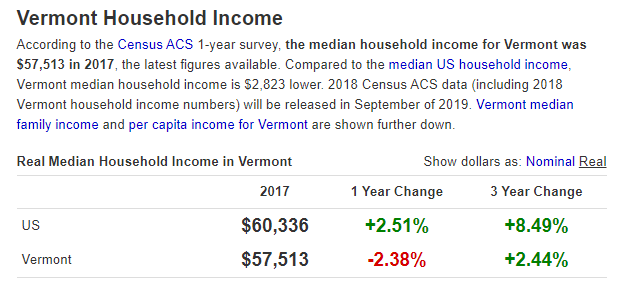 Vermont Household Income
According to the Census ACS 1-year survey, the median household income for Vermont was
$57,513 in 2017, the latest figures available. Compared to the median US household income,
Vermont median household income is $2,823 lower. 2018 Census ACS data (including 2018
Vermont household income numbers) will be released in September of 2019. Vermont median
family income and per capita income for Vermont are shown further down.
Real Median Household Income in Vermont Show dollars as: Nominal Real
2017 1 Year Change 3 Year Change
US $60,336 +2.51% +8.49%
Vermont $57,513 -2.38% +2.44%